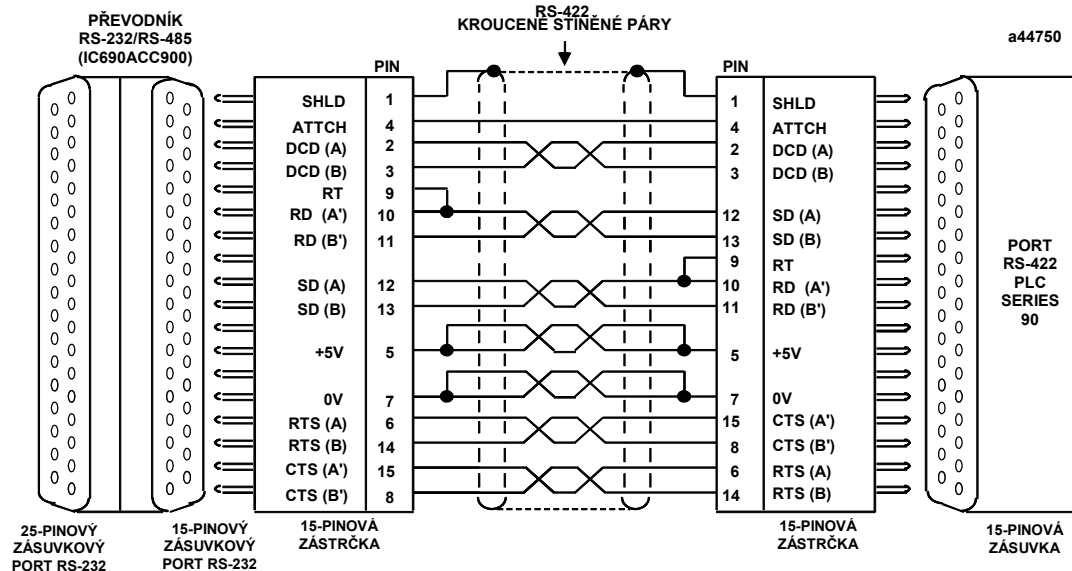 RS-422
KROUCENÉ STÍNĚNÉ PÁRY
PŘEVODNÍK
RS-232/RS-485
(IC690ACC900)
a44750
PIN
SHLD 1
ATTCH 4
DCD (A) 2
DCD (B) 3
RT 9
RD (A') 10
RD (B') 11
SD (A) 12
SD (B) 13
+5V 5
0V 7
RTS (A) 6
RTS (B) 14
CTS (A') 15
CTS (B') 8
PIN
1 SHLD
4 ATTCH
2 DCD (A)
3 DCD (B)
12 SD (A)
13 SD (B)
9 RT
10 RD (A')
11 RD (B')
5 +5V
7 0V
15 CTS (A')
8 CTS (B')
6 RTS (A)
14 RTS (B)
PORT
RS-422
PLC
SERIES
90
25-PINOVÝ
ZÁSUVKOVÝ
PORT RS-232
15-PINOVÝ
ZÁSUVKOVÝ
PORT RS-232
15-PINOVÁ
ZÁSTRČKA
15-PINOVÁ
ZÁSTRČKA
15-PINOVÁ
ZÁSUVKA